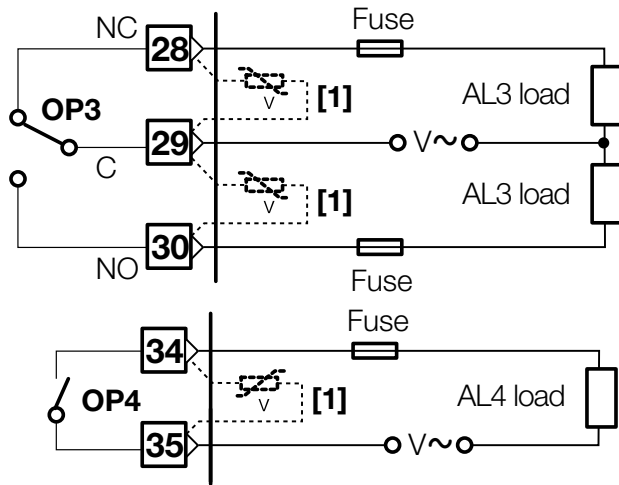 NC
28
Fuse
V
[1]
AL3 load
OP3
29
C
V~
V
[1]
AL3 load
30
NO
Fuse
Fuse
34
V
[1]
AL4 load
OP4
35
V~